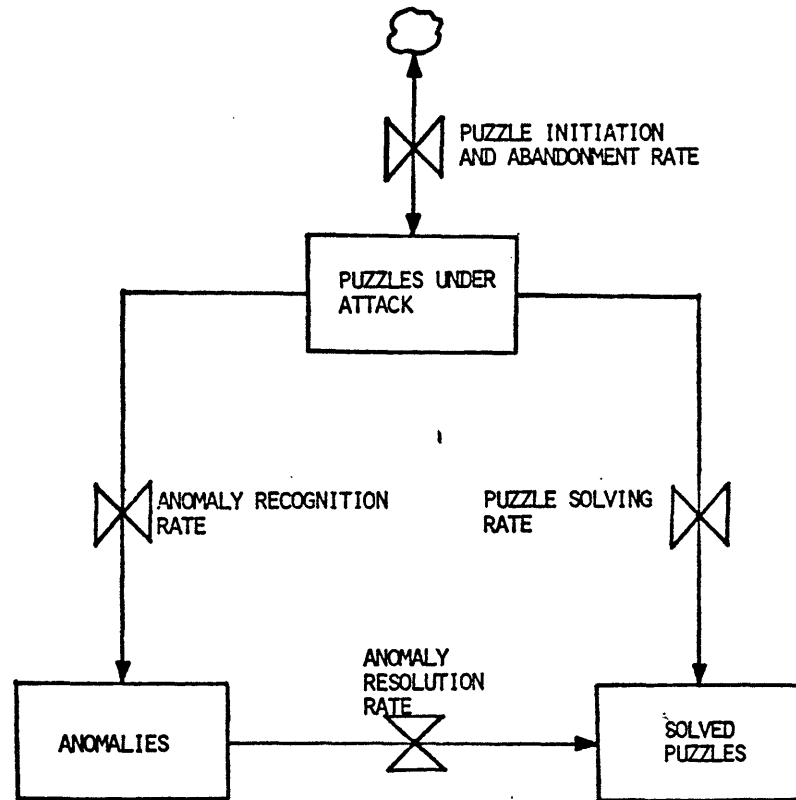 PUZZLE INITIATION
AND ABANDONMENT RATE
PUZZLES UNDER
ATTACK
ANOMALY RECOGNITION
RATE
PUZZLE SOLVING
RATE
ANOMALY
RESOLUTION
RATE
ANOMALIES
SOLVED
PUZZLES